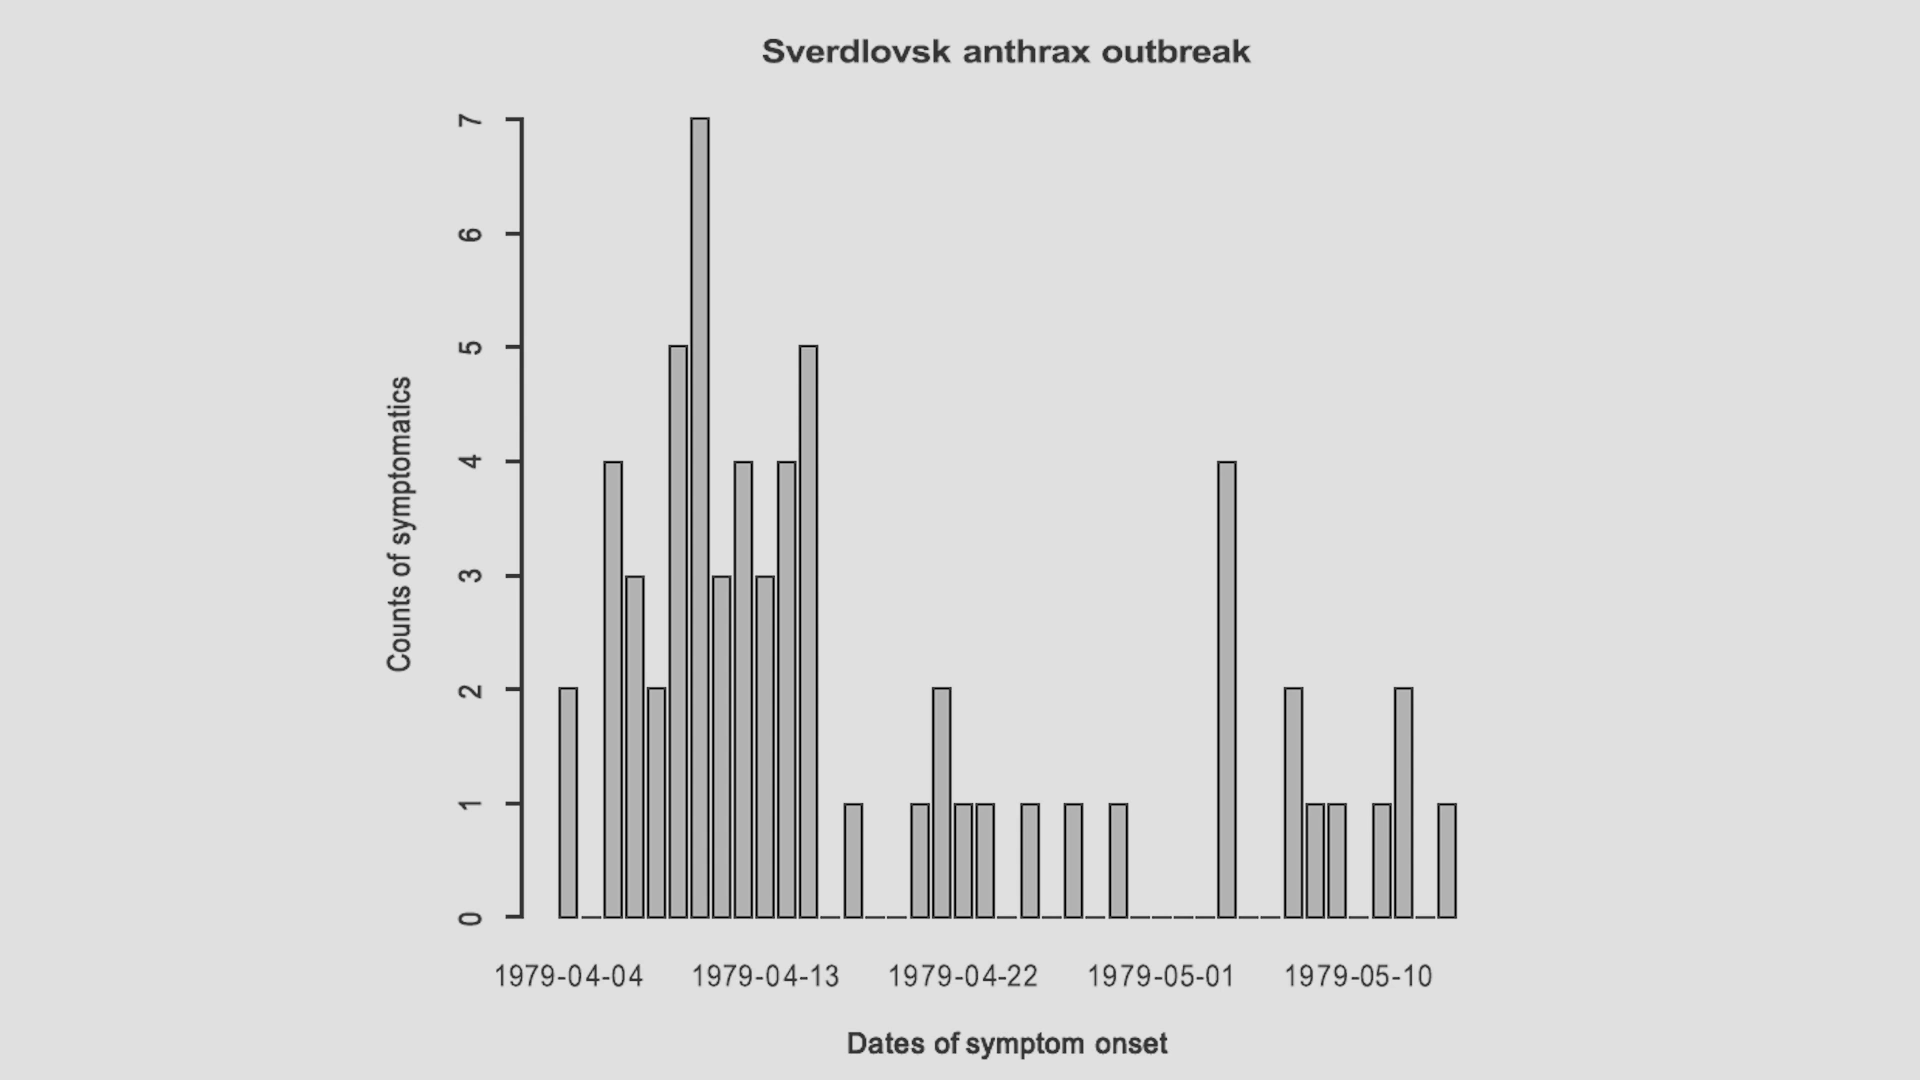 Sverdlovsk anthrax outbreak
7
6
5
4
3
2
1
0
Counts of symptomatics
1979-04-04 1979-04-13 1979-04-22 1979-05-01 1979-05-10
Dates of symptom onset